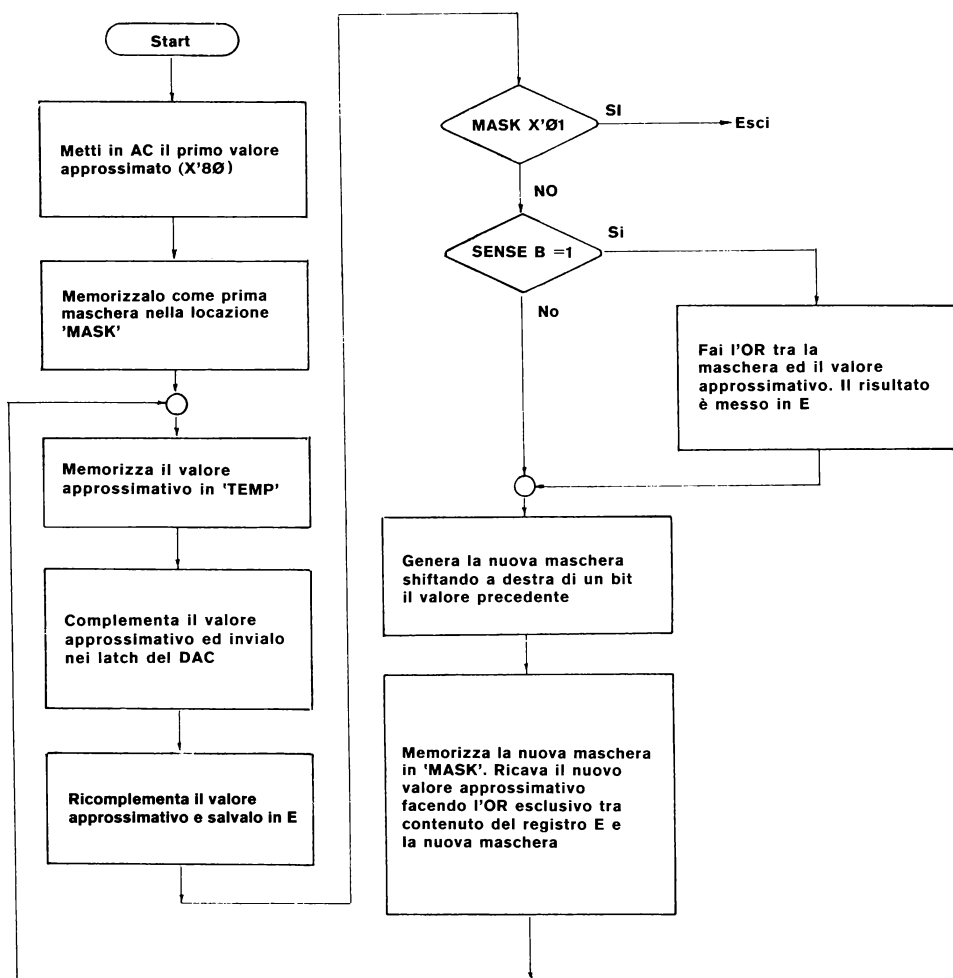 Start
Metti in AC il primo valore
approssimato (X'8Ø)
Memorizzalo come prima
maschera nella locazione
'MASK'
Memorizza il valore
approssimativo in 'TEMP'
Complementa il valore
approssimativo ed invialo
nei latch del DAC
Ricomplementa il valore
approssimativo e salvalo in E
MASK X'Ø1
SI
Esci
NO
SENSE B =1
Si
No
Fai l'OR tra la
maschera ed il valore
approssimativo. Il risultato
è messo in E
Genera la nuova maschera
shiftando a destra di un bit
il valore precedente
Memorizza la nuova maschera
in 'MASK'. Ricava il nuovo
valore approssimativo
facendo l'OR esclusivo tra
contenuto del registro E e
la nuova maschera